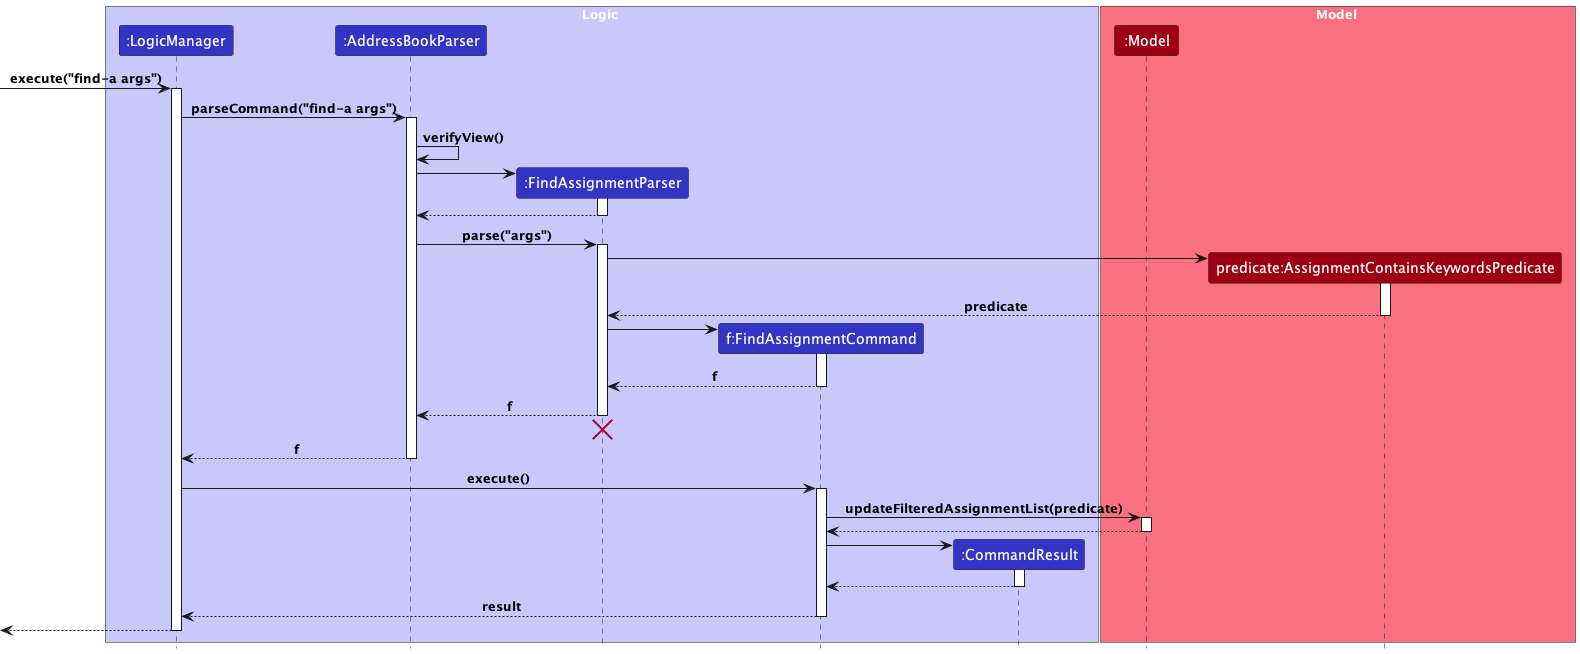 Logic
Model
:LogicManager
:AddressBookParser
:Model
execute("find-a args")
parseCommand("find-a args")
verifyView()
:FindAssignmentParser
parse("args")
predicate:AssignmentContainsKeywordsPredicate
predicate
f:FindAssignmentCommand
f
f
f
execute()
updateFilteredAssignmentList(predicate)
:CommandResult
result